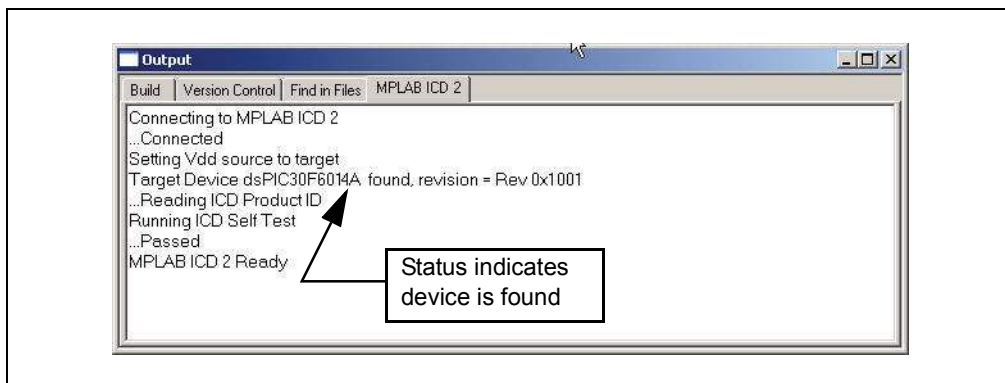 Output
Build Version Control Find in Files MPLAB ICD 2
Connecting to MPLAB ICD 2
...Connected
Setting Vdd source to target
Target Device dsPIC30F6014A found, revision = Rev 0x1001
...Reading ICD Product ID
Running ICD Self Test
...Passed
MPLAB ICD 2 Ready
Status indicates
device is found